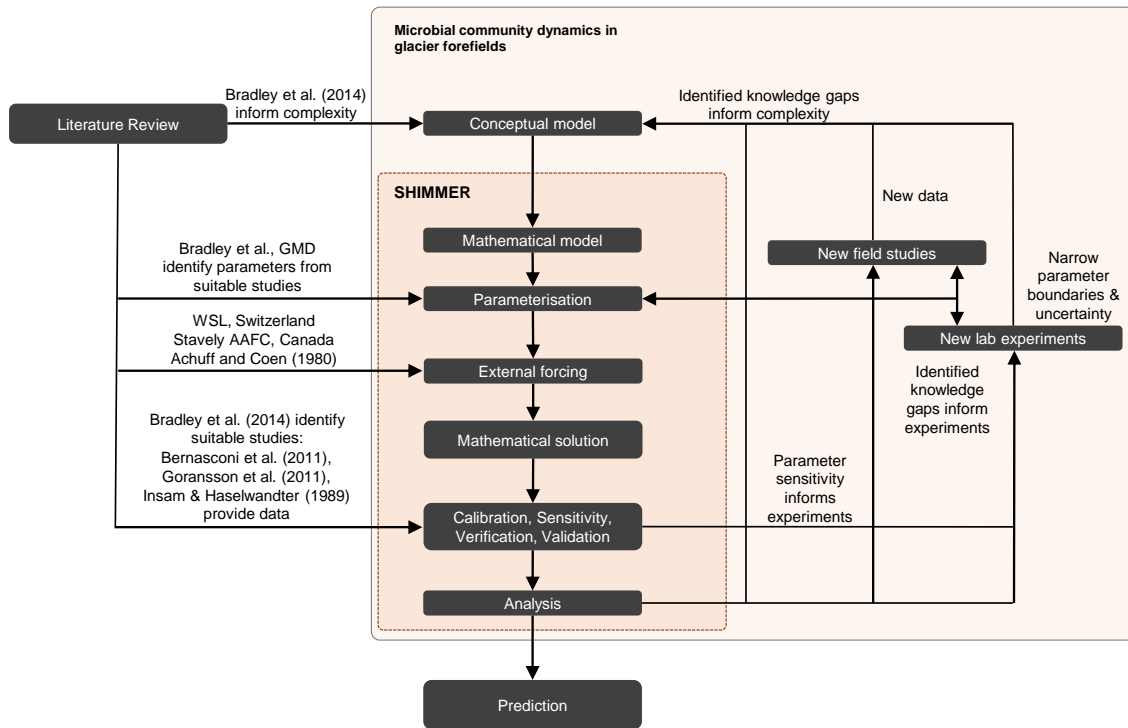 Microbial community dynamics in
glacier forefields
Bradley et al. (2014)
inform complexity
Identified knowledge gaps
inform complexity
Literature Review
Conceptual model
SHIMMER
New data
Mathematical model
New field studies
Bradley et al., GMD
identify parameters from
suitable studies
Parameterisation
Narrow
parameter
boundaries &
uncertainty
WSL, Switzerland
Stavely AAFC, Canada
Achuff and Coen (1980)
New lab experiments
External forcing
Identified
knowledge
gaps inform
experiments
Bradley et al. (2014) identify
suitable studies:
Bernasconi et al. (2011),
Goransson et al. (2011),
Insam & Haselwandter (1989)
provide data
Mathematical solution
Parameter
sensitivity
informs
experiments
Calibration, Sensitivity,
Verification, Validation
Analysis
Prediction